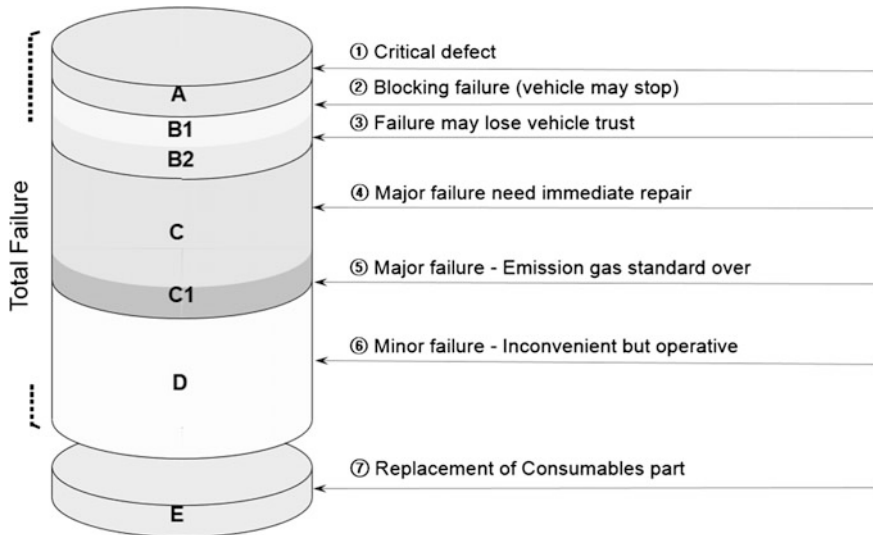 ① Critical defect
A
② Blocking failure (vehicle may stop)
B1
③ Failure may lose vehicle trust
B2
④ Major failure need immediate repair
C
⑤ Major failure - Emission gas standard over
C1
⑥ Minor failure - Inconvenient but operative
D
⑦ Replacement of Consumables part
E
Total Failure